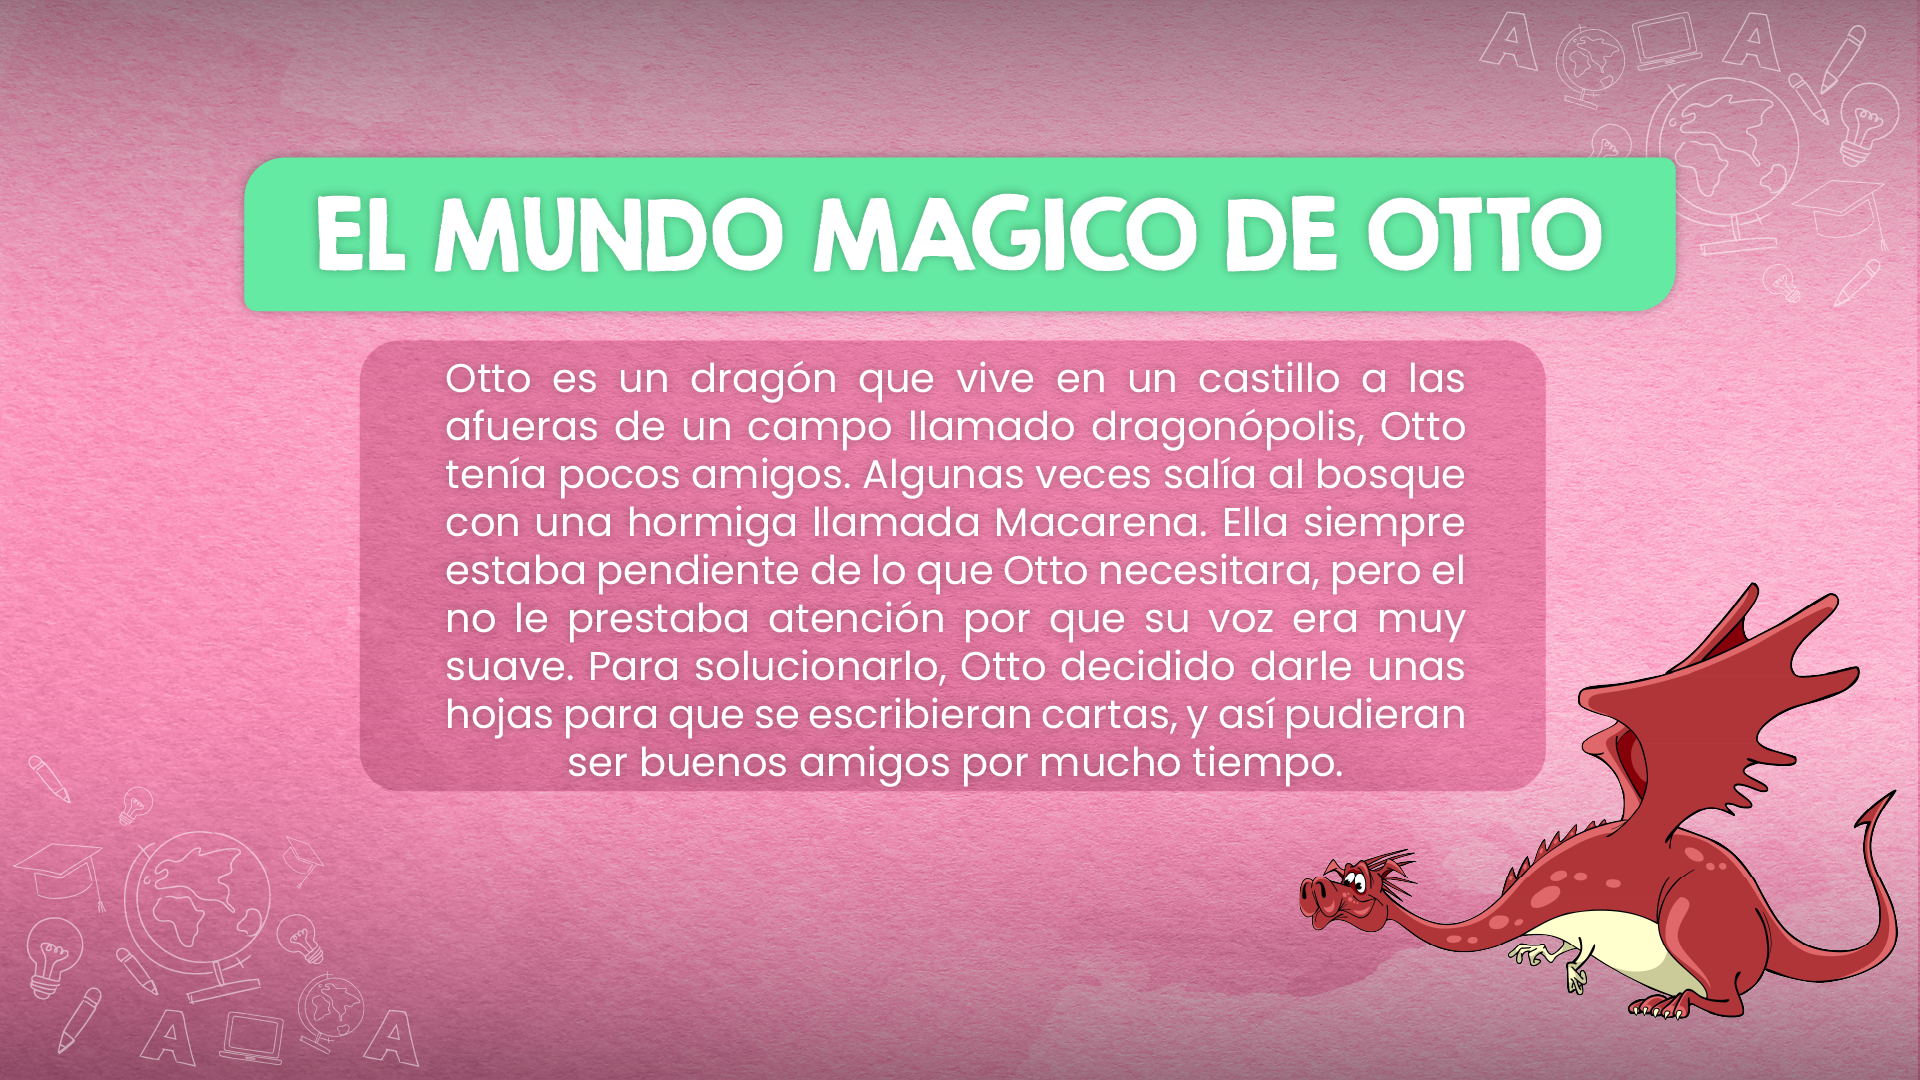 EL MUNDO MAGICO DE OTTO
Otto es un dragón que vive en un castillo a las
afueras de un campo llamado dragonópolis, Otto
tenía pocos amigos. Algunas veces salía al bosque
con una hormiga llamada Macarena. Ella siempre
estaba pendiente de lo que Otto necesitara, pero el
no le prestaba atención por que su voz era muy
suave. Para solucionarlo, Otto decidido darle unas
hojas para que se escribieran cartas, y así pudieran
ser buenos amigos por mucho tiempo.